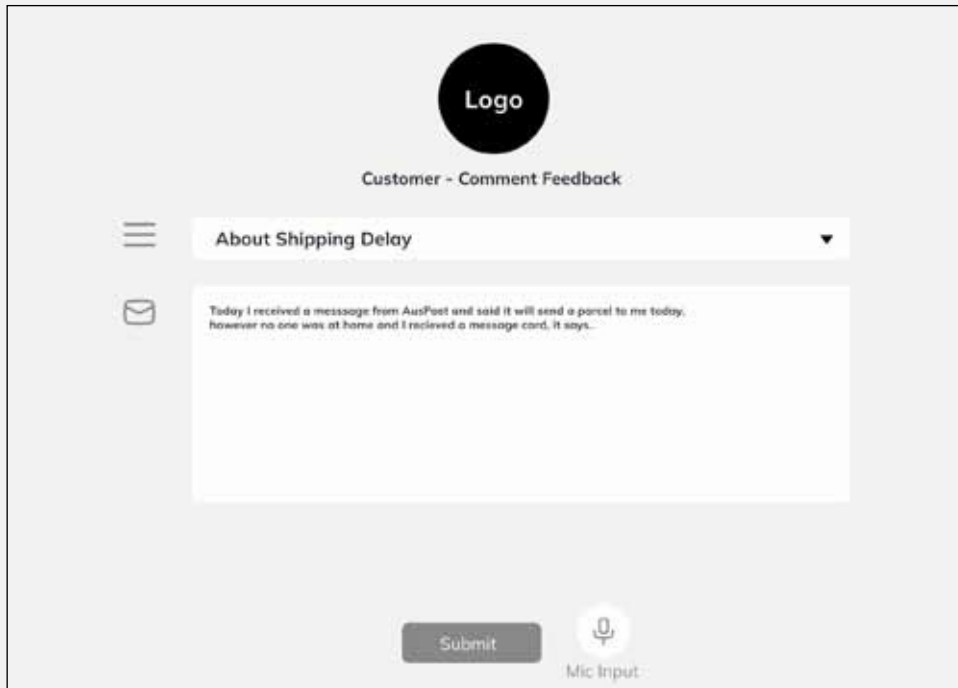 Logo
Customer - Comment Feedback
About Shipping Delay
Today I received a messsage from AusPost and said it will send a parcel to me today,
however no one was at home and I recieved a message card, it says..
Submit
Mic Input